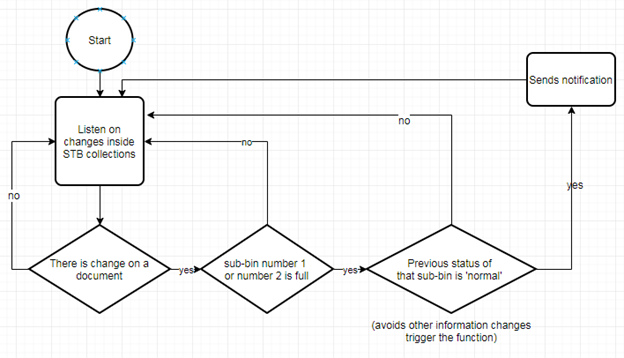 Start
Sends notification
Listen on
changes inside
STB collections
no
no
no
yes
There is change on a
document
yes
sub-bin number 1
or number 2 is full
yes
Previous status of
that sub-bin is 'normal'
(avoids other information changes
trigger the function)